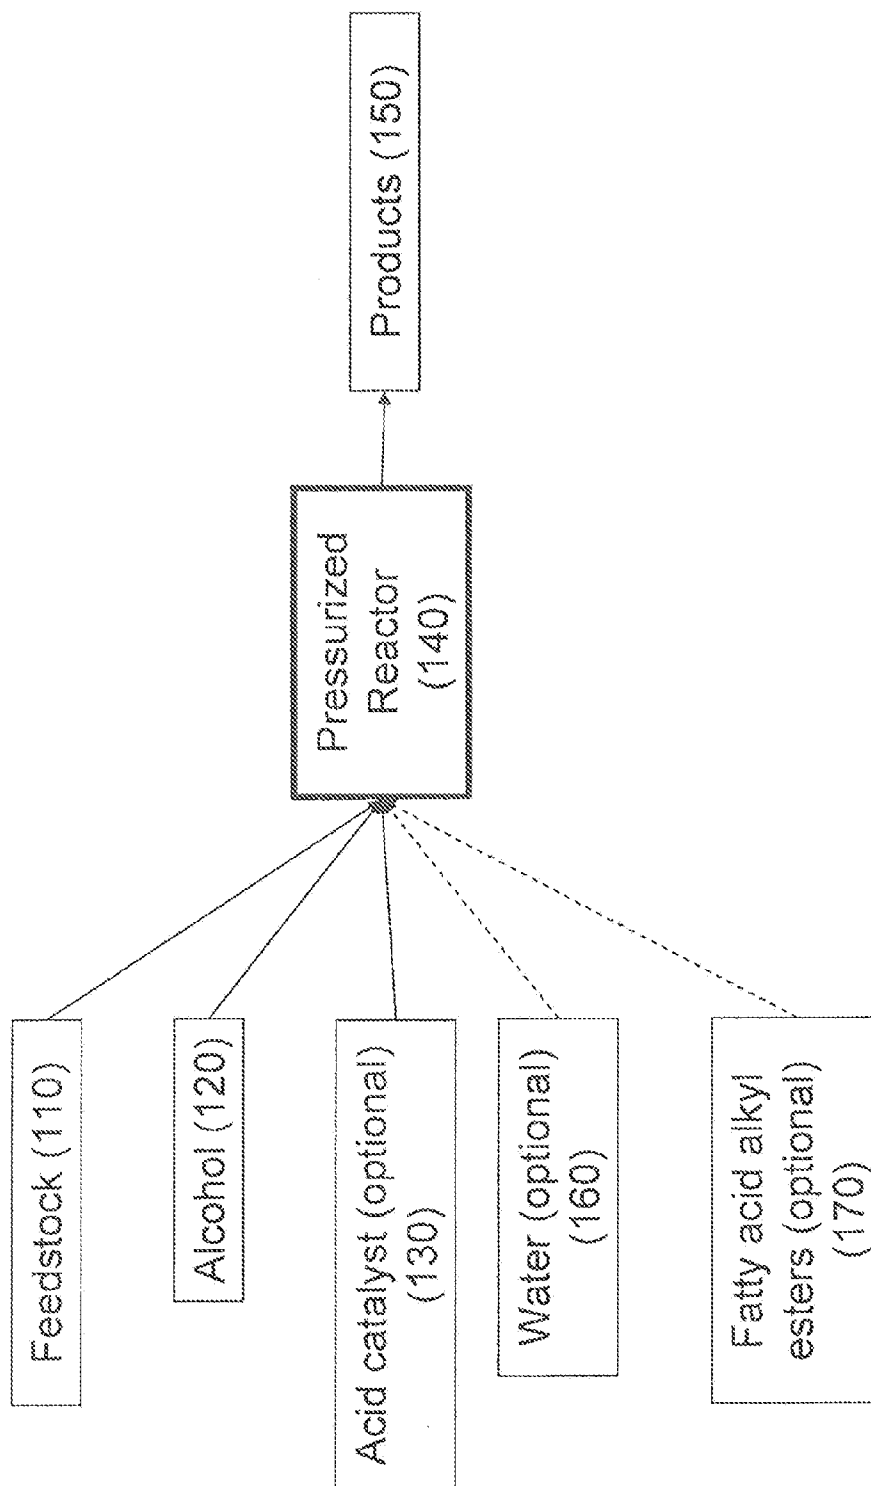 Feedstock (110)
Alcohol (120)
Acid catalyst (optional)
(130)
Water (optional)
(160)
Fatty acid alkyl
esters (optional)
(170)
Pressurized
Reactor
(140)
Products (150)